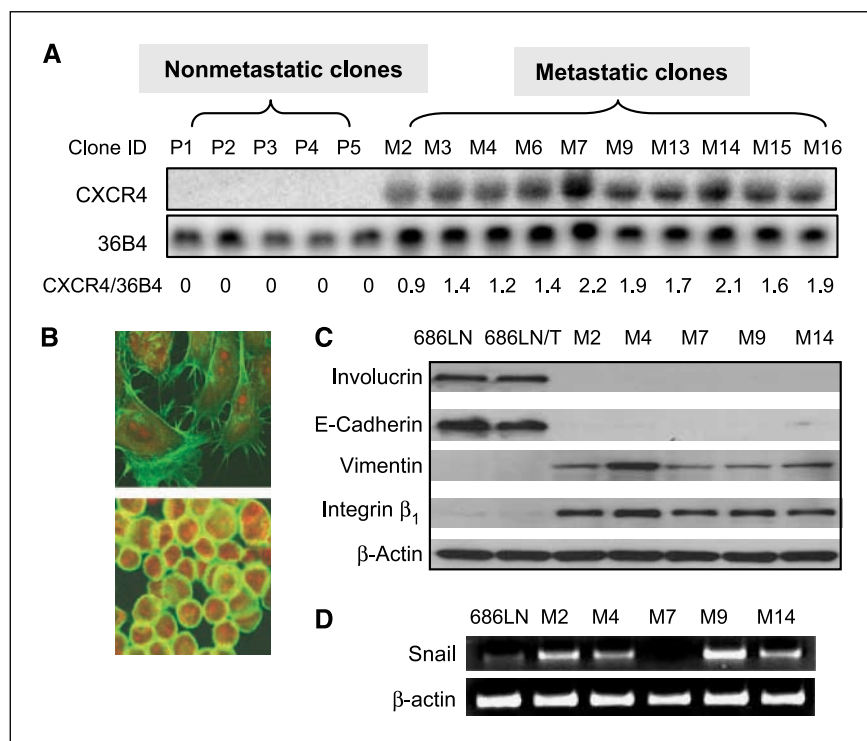 A
Nonmetastatic clones Metastatic clones
Clone ID P1 P2 P3 P4 P5 M2 M3 M4 M6 M7 M9 M13 M14 M15 M16
CXCR4
36B4
CXCR4/36B4 0 0 0 0 0 0.9 1.4 1.2 1.4 2.2 1.9 1.7 2.1 1.6 1.9
B
C
686LN 686LN/T M2 M4 M7 M9 M14
Involucrin
E-Cadherin
Vimentin
Integrin β₁
β-Actin
D
686LN M2 M4 M7 M9 M14
Snail
β-actin